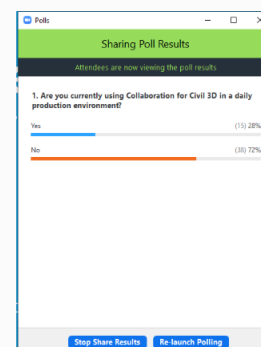 Polls
Sharing Poll Results
Attendees are now viewing the poll results
1. Are you currently using Collaboration for Civil 3D in a daily
production environment?
Yes (15) 28%
No (38) 72%
Stop Share Results Re-launch Polling